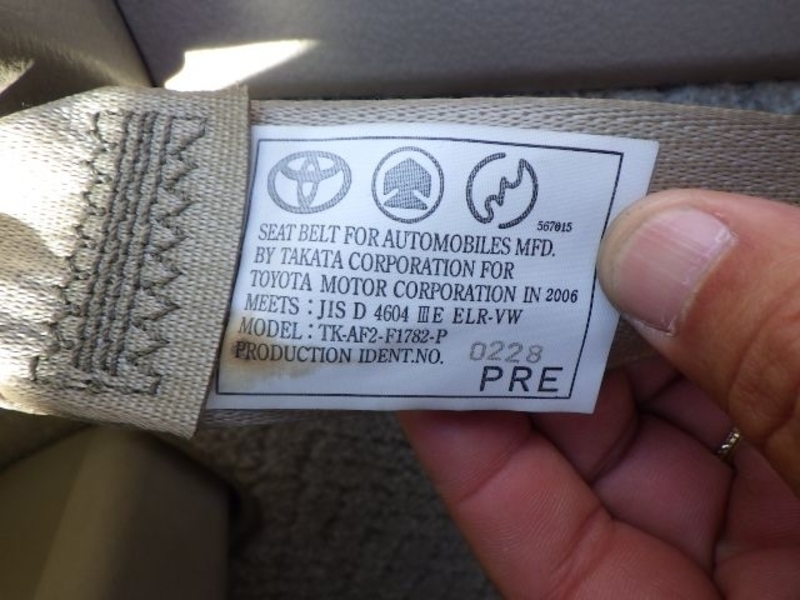 567015
SEAT BELT FOR AUTOMOBILES MFD.
BY TAKATA CORPORATION FOR
TOYOTA MOTOR CORPORATION IN 2006
MEETS : JIS D 4604 ⅢE ELR-VW
MODEL : TK-AF2-F1782-P
PRODUCTION IDENT.NO. 0228
PRE